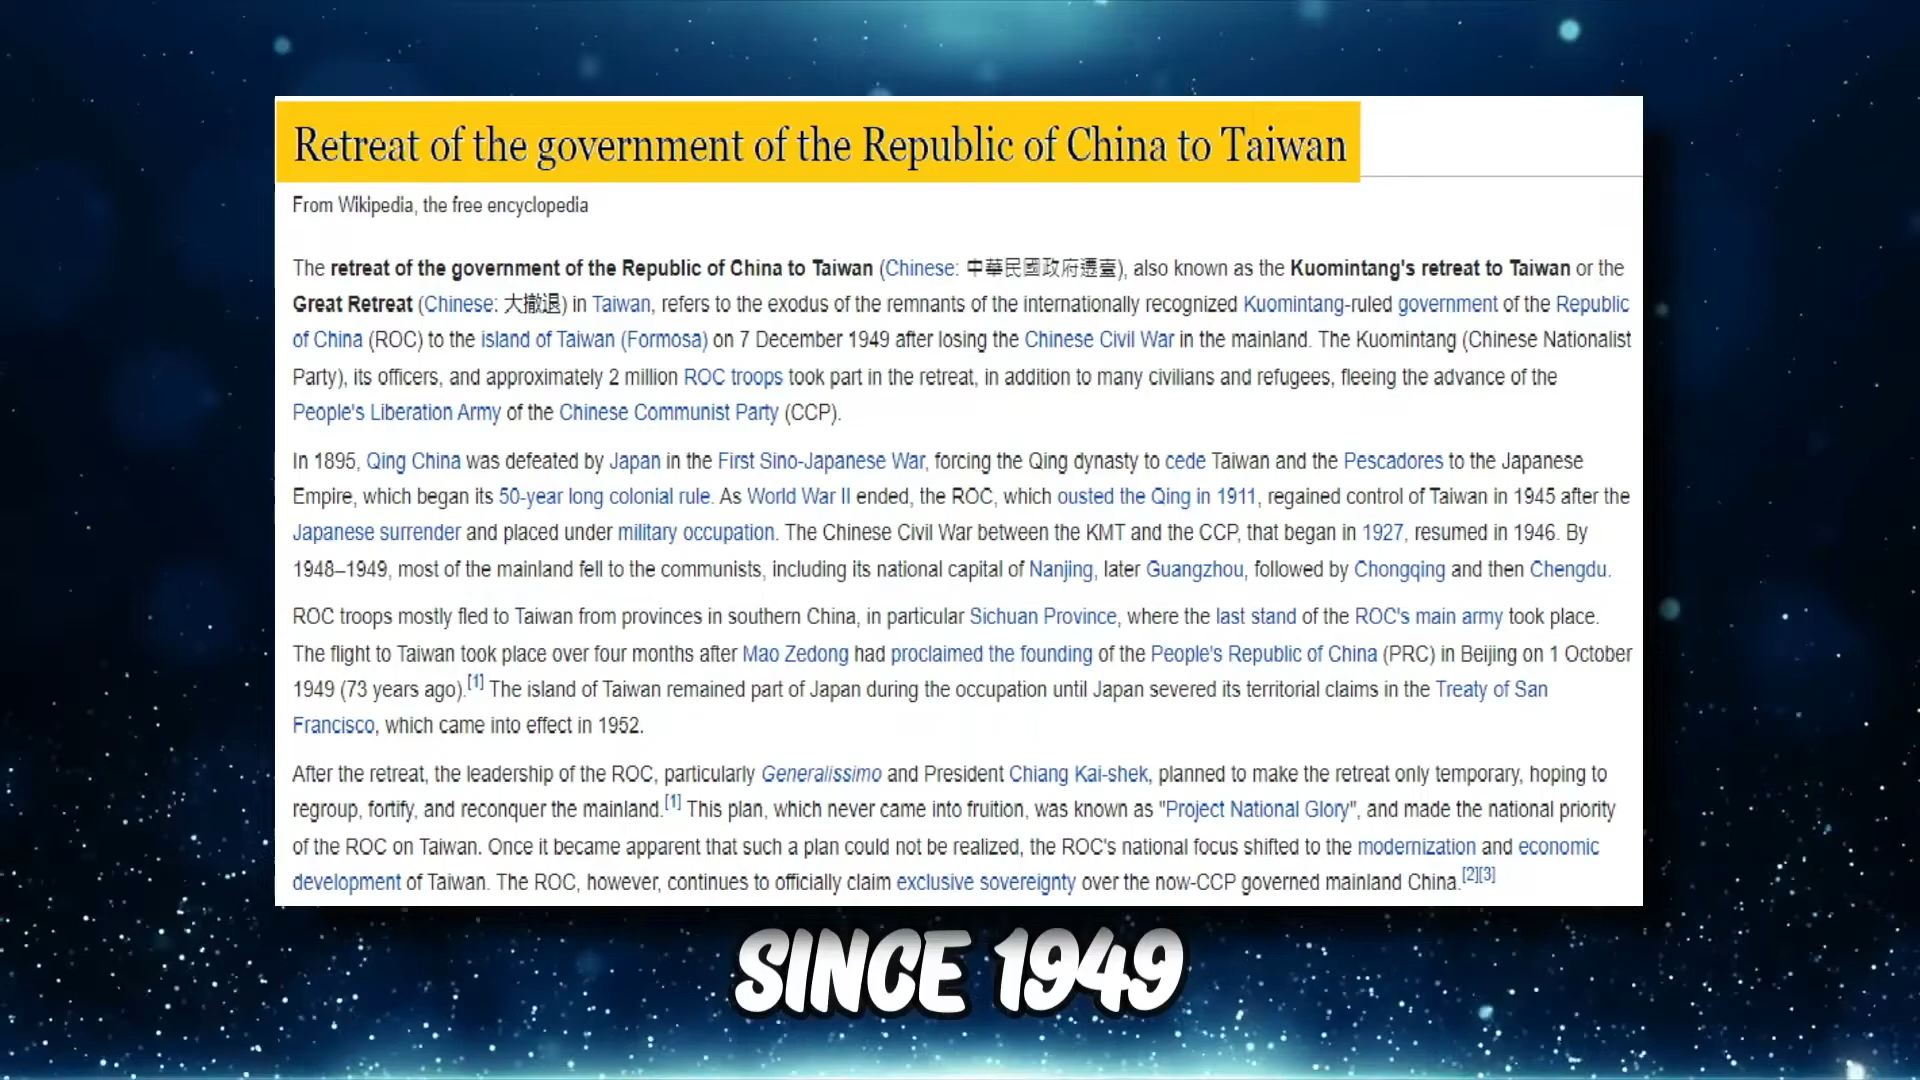 Retreat of the government of the Republic of China to Taiwan
From Wikipedia, the free encyclopedia
The retreat of the government of the Republic of China to Taiwan (Chinese: 中華民國政府遷臺), also known as the Kuomintang's retreat to Taiwan or the
Great Retreat (Chinese: 大撤退) in Taiwan, refers to the exodus of the remnants of the internationally recognized Kuomintang-ruled government of the Republic
of China (ROC) to the island of Taiwan (Formosa) on 7 December 1949 after losing the Chinese Civil War in the mainland. The Kuomintang (Chinese Nationalist
Party), its officers, and approximately 2 million ROC troops took part in the retreat, in addition to many civilians and refugees, fleeing the advance of the
People's Liberation Army of the Chinese Communist Party (CCP).
In 1895, Qing China was defeated by Japan in the First Sino-Japanese War, forcing the Qing dynasty to cede Taiwan and the Pescadores to the Japanese
Empire, which began its 50-year long colonial rule. As World War II ended, the ROC, which ousted the Qing in 1911, regained control of Taiwan in 1945 after the
Japanese surrender and placed under military occupation. The Chinese Civil War between the KMT and the CCP, that began in 1927, resumed in 1946. By
1948–1949, most of the mainland fell to the communists, including its national capital of Nanjing, later Guangzhou, followed by Chongqing and then Chengdu.
ROC troops mostly fled to Taiwan from provinces in southern China, in particular Sichuan Province, where the last stand of the ROC's main army took place.
The flight to Taiwan took place over four months after Mao Zedong had proclaimed the founding of the People's Republic of China (PRC) in Beijing on 1 October
1949 (73 years ago).[1] The island of Taiwan remained part of Japan during the occupation until Japan severed its territorial claims in the Treaty of San
Francisco, which came into effect in 1952.
After the retreat, the leadership of the ROC, particularly Generalissimo and President Chiang Kai-shek, planned to make the retreat only temporary, hoping to
regroup, fortify, and reconquer the mainland.[1] This plan, which never came into fruition, was known as "Project National Glory", and made the national priority
of the ROC on Taiwan. Once it became apparent that such a plan could not be realized, the ROC's national focus shifted to the modernization and economic
development of Taiwan. The ROC, however, continues to officially claim exclusive sovereignty over the now-CCP governed mainland China.[2][3]
SINCE 1949